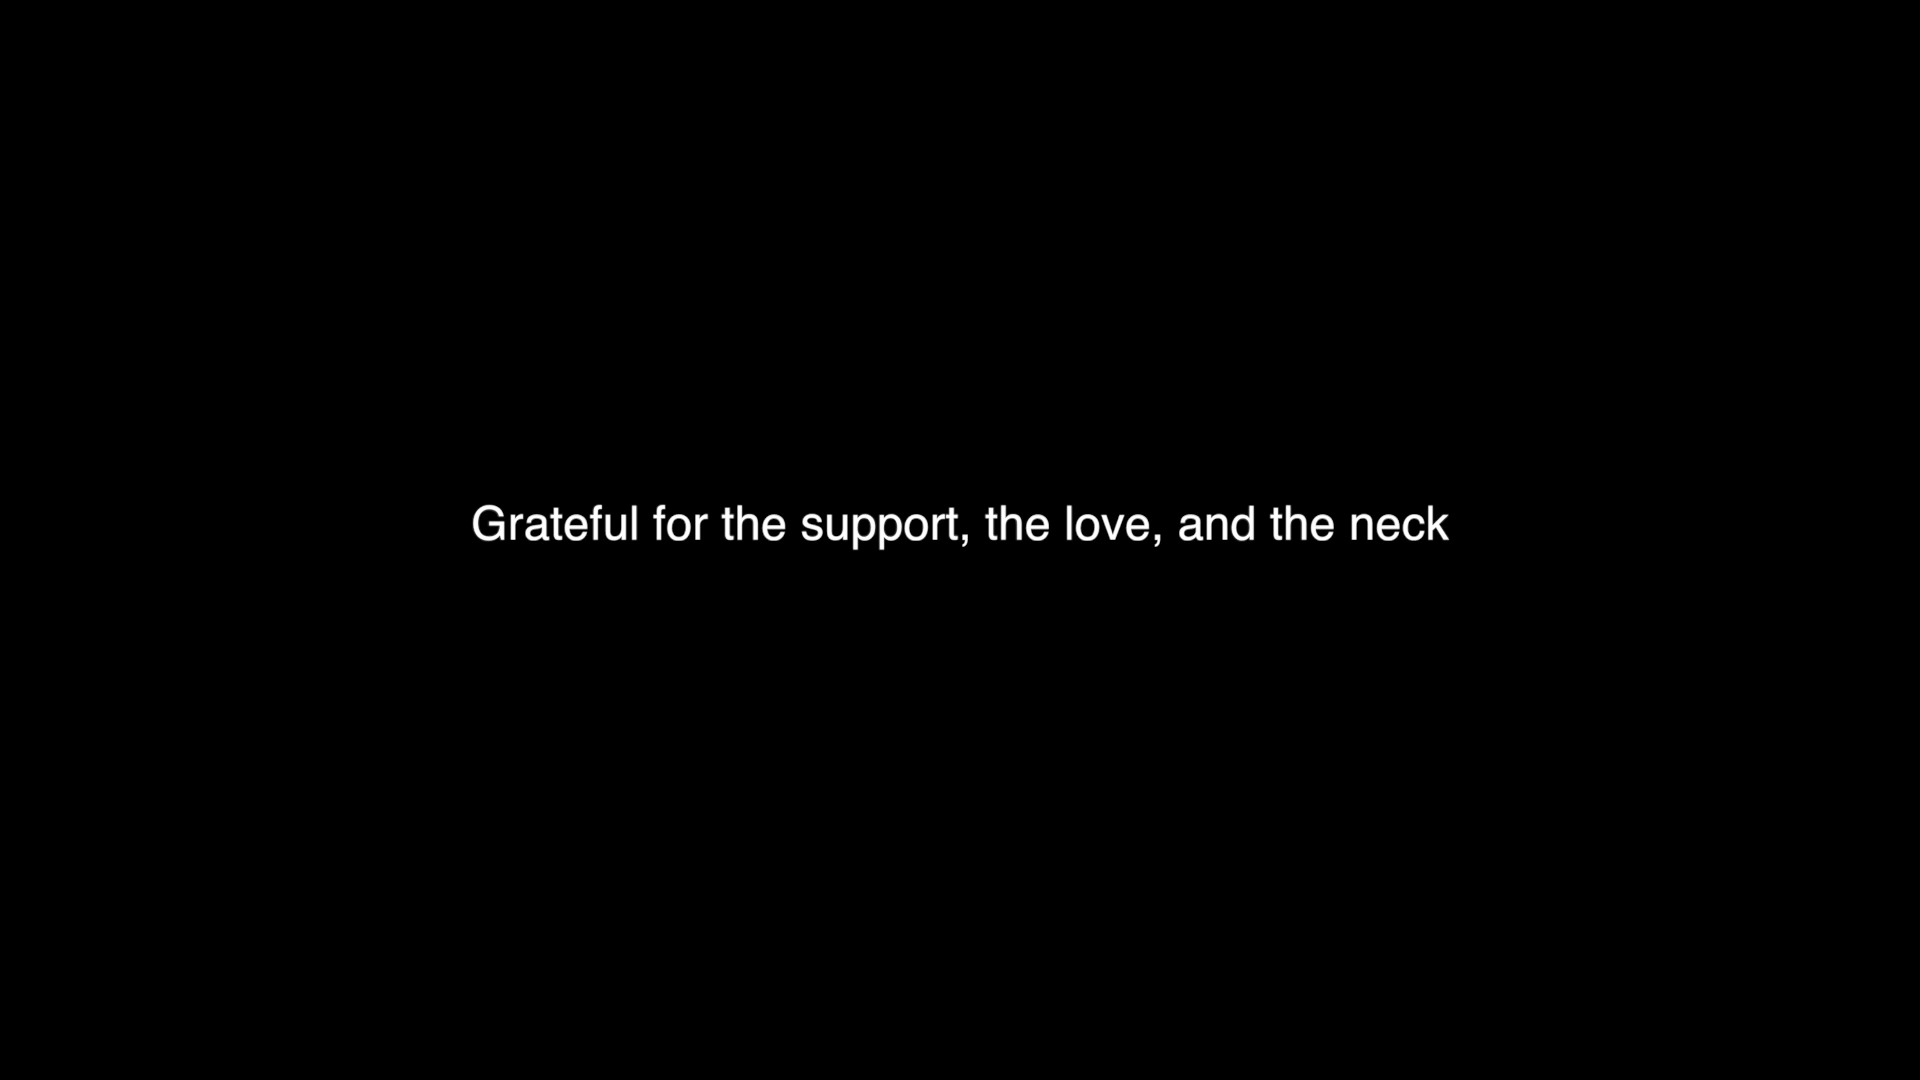 Grateful for the support, the love, and the neck